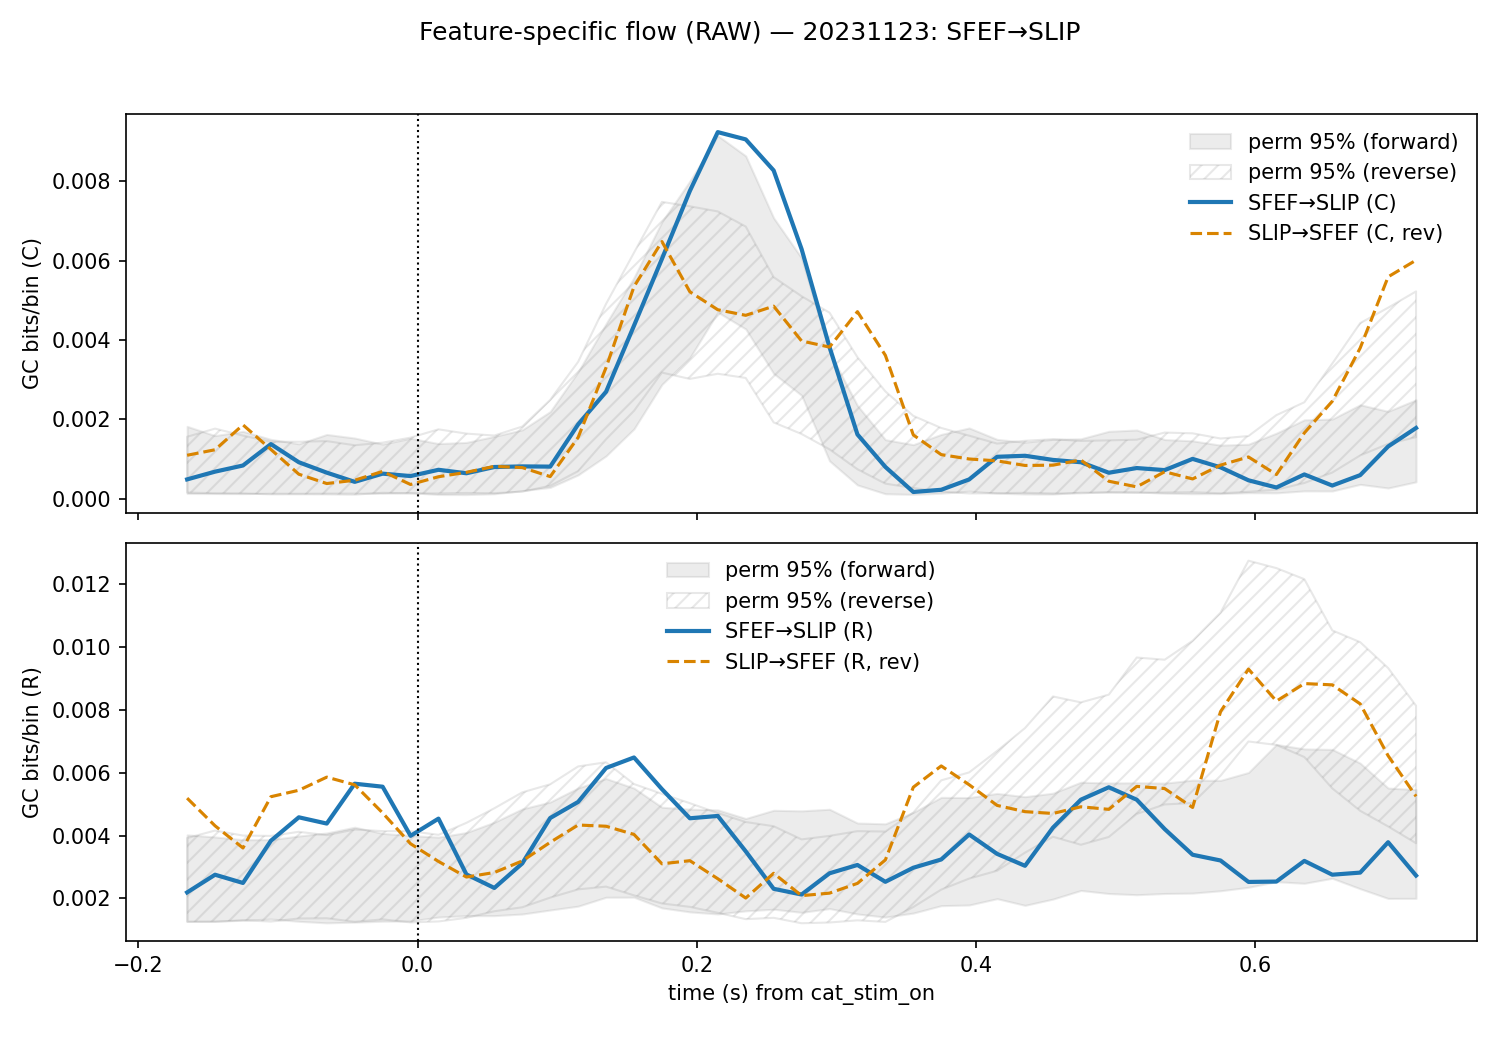 Feature-specific flow (RAW) — 20231123: SFEF→SLIP
GC bits/bin (C)
0.008
0.006
0.004
0.002
0.000
perm 95% (forward)
perm 95% (reverse)
SFEF→SLIP (C)
SLIP→SFEF (C, rev)
GC bits/bin (R)
0.012
0.010
0.008
0.006
0.004
0.002
perm 95% (forward)
perm 95% (reverse)
SFEF→SLIP (R)
SLIP→SFEF (R, rev)
−0.2
0.0
0.2
0.4
0.6
time (s) from cat_stim_on